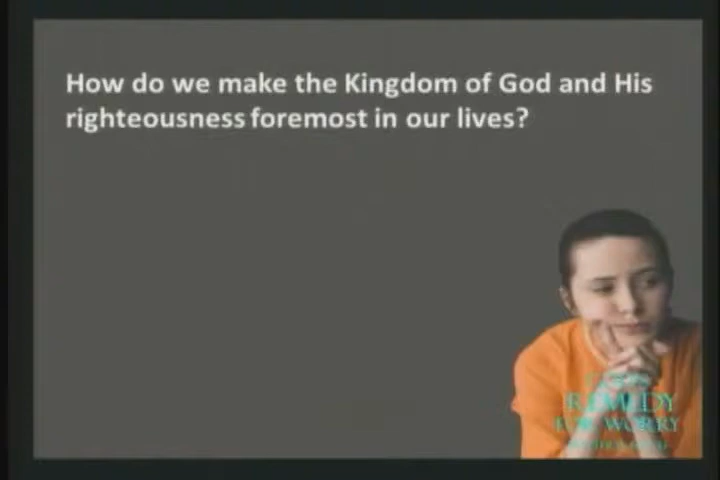 How do we make the Kingdom of God and His
righteousness foremost in our lives?
REMEDY
FOR WORRY